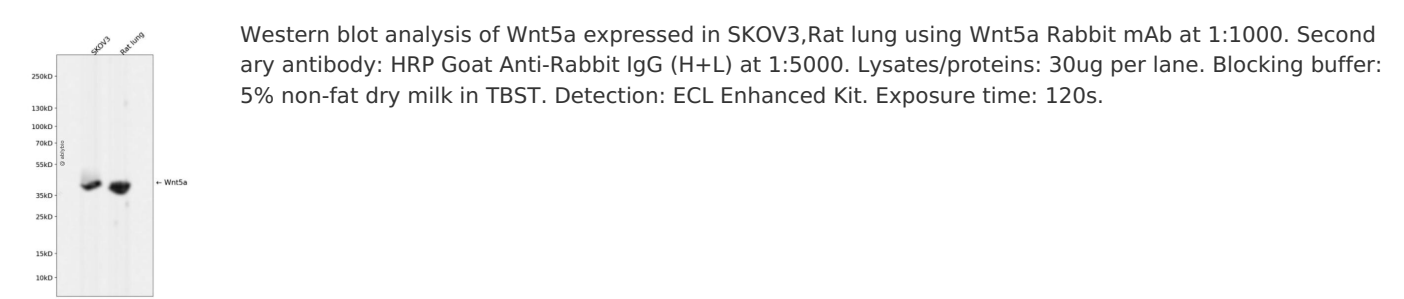 SKOV3
Rat lung
250kD
130kD
100kD
70kD
55kD
35kD
25kD
15kD
10kD
@ abybio
← Wnt5a
Western blot analysis of Wnt5a expressed in SKOV3,Rat lung using Wnt5a Rabbit mAb at 1:1000. Second
ary antibody: HRP Goat Anti-Rabbit IgG (H+L) at 1:5000. Lysates/proteins: 30ug per lane. Blocking buffer:
5% non-fat dry milk in TBST. Detection: ECL Enhanced Kit. Exposure time: 120s.